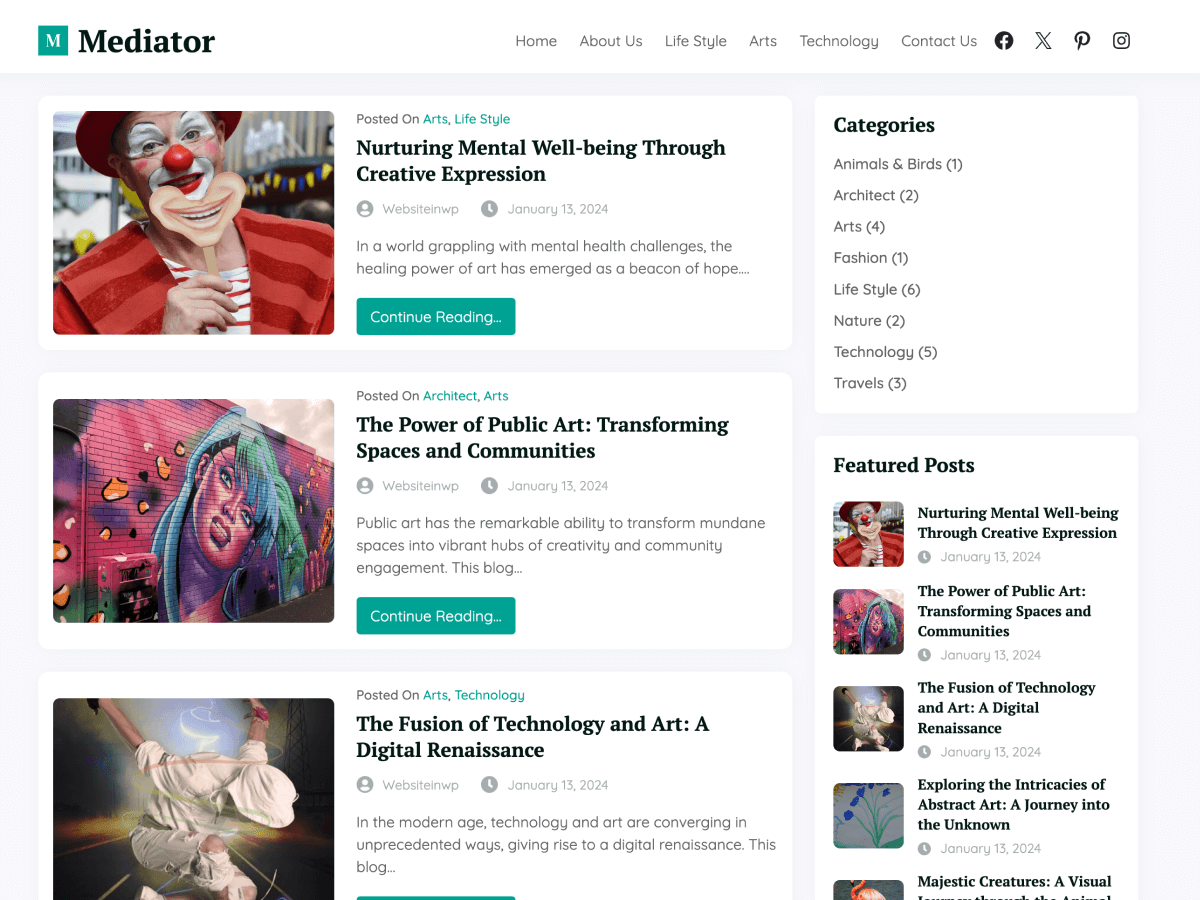 M Mediator
Home About Us Life Style Arts Technology Contact Us
Posted On Arts, Life Style
Nurturing Mental Well-being Through
Creative Expression
Websiteinwp January 13, 2024
In a world grappling with mental health challenges, the
healing power of art has emerged as a beacon of hope....
Continue Reading...
Posted On Architect, Arts
The Power of Public Art: Transforming
Spaces and Communities
Websiteinwp January 13, 2024
Public art has the remarkable ability to transform mundane
spaces into vibrant hubs of creativity and community
engagement. This blog...
Continue Reading...
Posted On Arts, Technology
The Fusion of Technology and Art: A
Digital Renaissance
Websiteinwp January 13, 2024
In the modern age, technology and art are converging in
unprecedented ways, giving rise to a digital renaissance. This
blog...
Categories
Animals & Birds (1)
Architect (2)
Arts (4)
Fashion (1)
Life Style (6)
Nature (2)
Technology (5)
Travels (3)
Featured Posts
Nurturing Mental Well-being
Through Creative Expression
January 13, 2024
The Power of Public Art:
Transforming Spaces and
Communities
January 13, 2024
The Fusion of Technology
and Art: A Digital
Renaissance
January 13, 2024
Exploring the Intricacies of
Abstract Art: A Journey into
the Unknown
January 13, 2024
Majestic Creatures: A Visual
Journey through the Animal